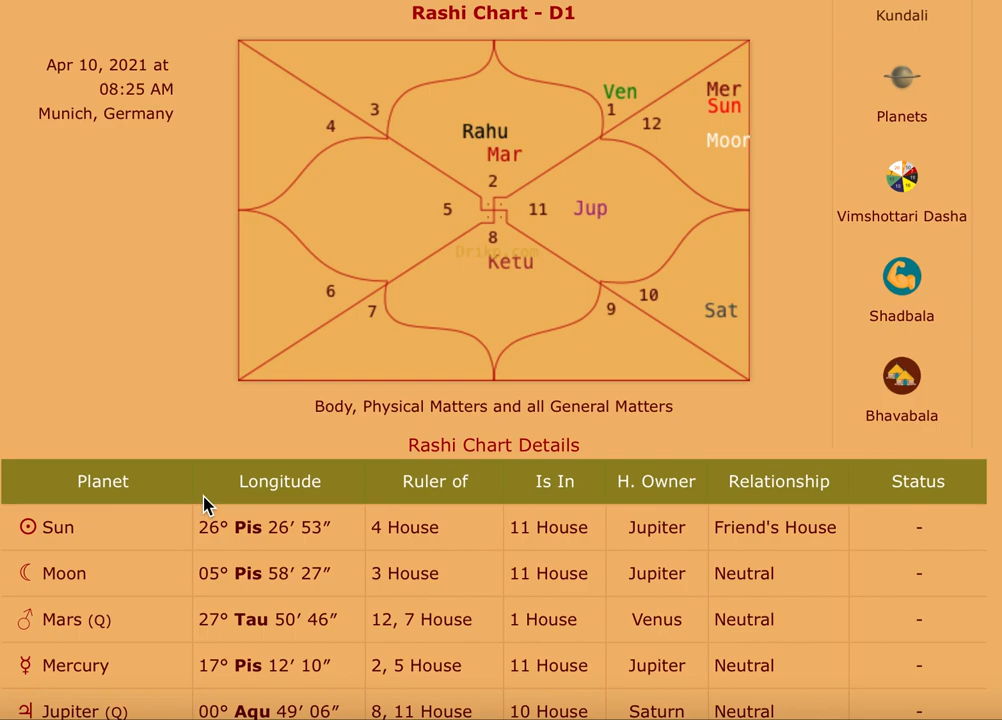 Rashi Chart - D1
Apr 10, 2021 at
08:25 AM
Munich, Germany
3
4
Rahu
Mar
2
Ven
1
12
Mer
Sun
Moor
5
11
Jup
8
Drikp.com
Ketu
6
7
9
10
Sat
Body, Physical Matters and all General Matters
Kundali
Planets
Vimshottari Dasha
Shadbala
Bhavabala
Rashi Chart Details
Planet Longitude Ruler of Is In H. Owner Relationship Status
Sun 26° Pis 26′ 53″ 4 House 11 House Jupiter Friend's House -
Moon 05° Pis 58′ 27″ 3 House 11 House Jupiter Neutral -
Mars (Q) 27° Tau 50′ 46″ 12, 7 House 1 House Venus Neutral -
Mercury 17° Pis 12′ 10″ 2, 5 House 11 House Jupiter Neutral -
Jupiter (Q) 00° Aqu 49′ 06″ 8, 11 House 10 House Saturn Neutral -